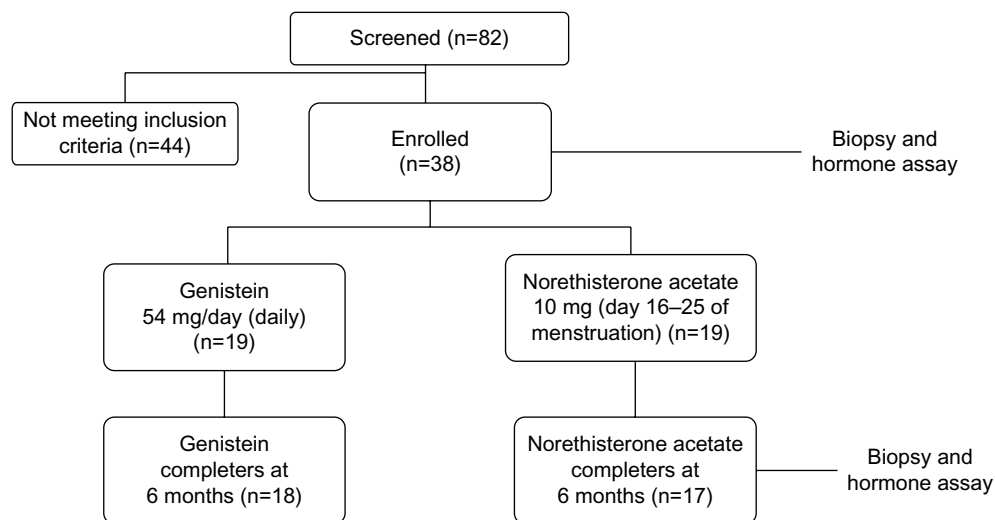 Screened (n=82)
Not meeting inclusion
criteria (n=44)
Enrolled
(n=38)
Biopsy and
hormone assay
Genistein
54 mg/day (daily)
(n=19)
Norethisterone acetate
10 mg (day 16–25 of
menstruation) (n=19)
Genistein
completers at
6 months (n=18)
Norethisterone acetate
completers at
6 months (n=17)
Biopsy and
hormone assay